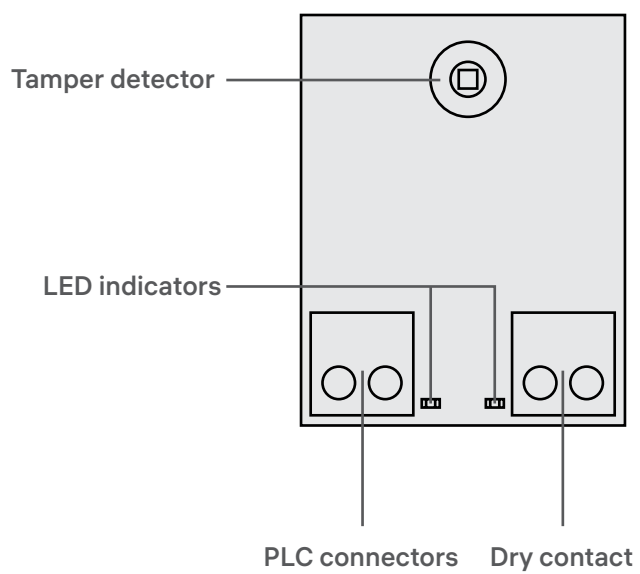 Tamper detector
LED indicators
PLC connectors
Dry contact